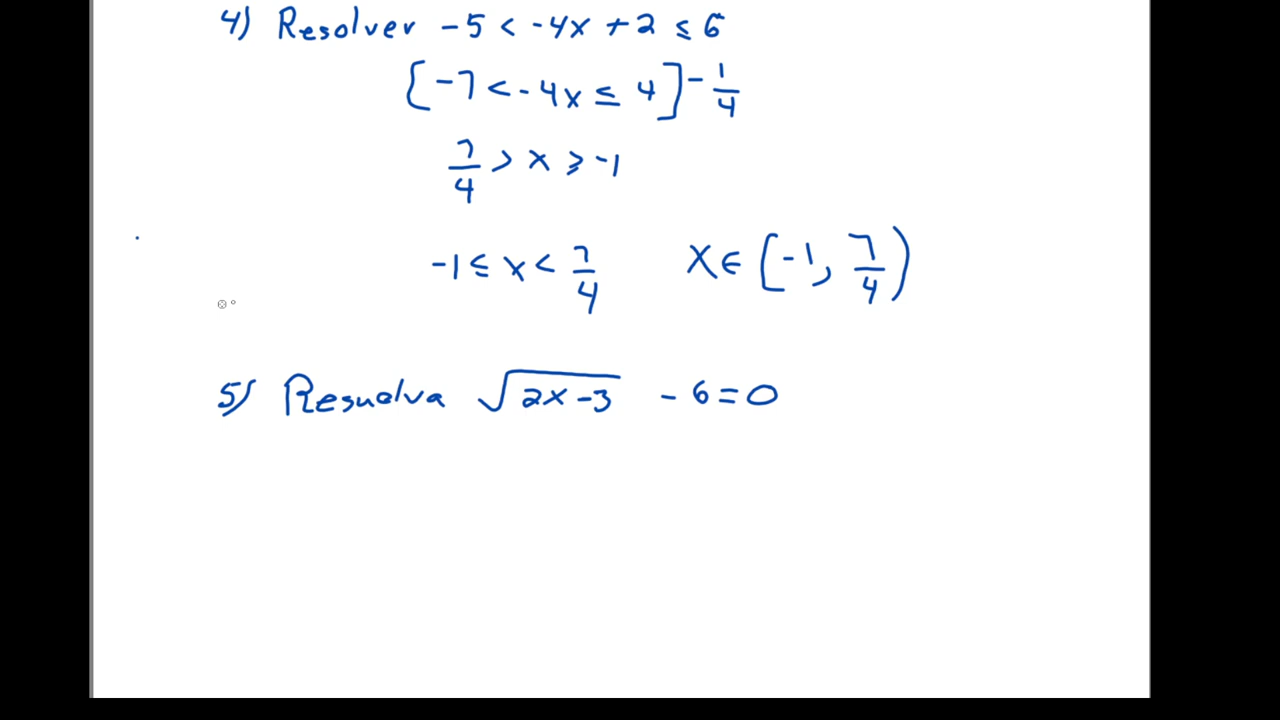 4) Resolver -5 < -4x + 2 ≤ 6
[-7 < -4x ≤ 4] -1/4
7/4 > x ≥ -1
-1 ≤ x < 7/4 x ∈ [-1, 7/4)
5) Resuelva √(2x-3) - 6 = 0